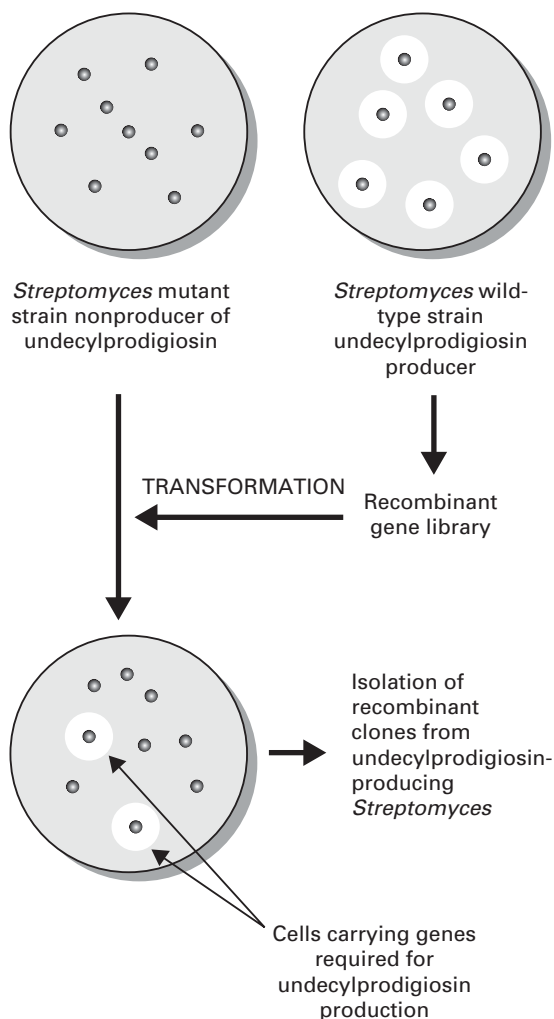 Streptomyces mutant
strain nonproducer of
undecylprodigiosin
Streptomyces wild-
type strain
undecylprodigiosin
producer
TRANSFORMATION
Recombinant
gene library
Isolation of
recombinant
clones from
undecylprodigiosin-
producing
Streptomyces
Cells carrying genes
required for
undecylprodigiosin
production